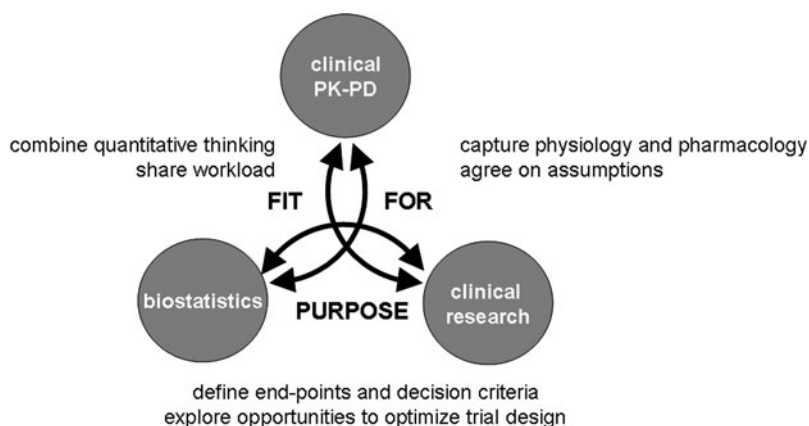 clinical
PK-PD
combine quantitative thinking
share workload
capture physiology and pharmacology
agree on assumptions
FIT
FOR
biostatistics
PURPOSE
clinical
research
define end-points and decision criteria
explore opportunities to optimize trial design